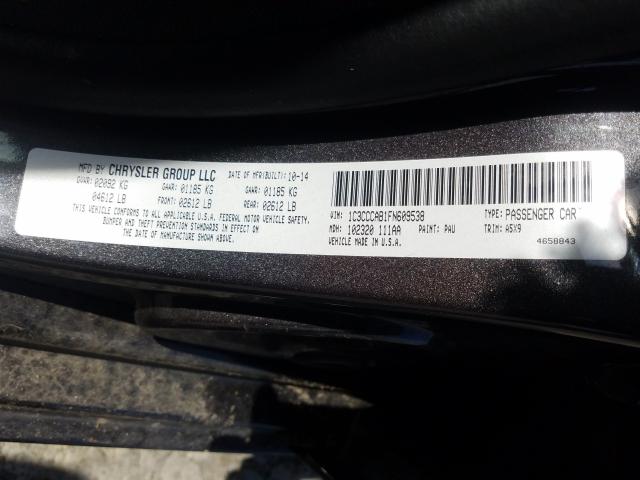 MFD BY CHRYSLER GROUP LLC DATE OF MFR(BUILT): 10-14
GVWR: 02092 KG GAWR: 01185 KG GAWR: 01185 KG
04612 LB FRONT: 02612 LB REAR: 02612 LB
THIS VEHICLE CONFORMS TO ALL APPLICABLE U.S.A. FEDERAL MOTOR VEHICLE SAFETY,
BUMPER AND THEFT PREVENTION STANDARDS IN EFFECT ON
THE DATE OF MANUFACTURE SHOWN ABOVE.
VIN: 1C3CCCAB1FN609538 TYPE: PASSENGER CAR
MDH: 102320 111AA PAINT: PAU TRIM: A5X9
VEHICLE MADE IN U.S.A. 4658843